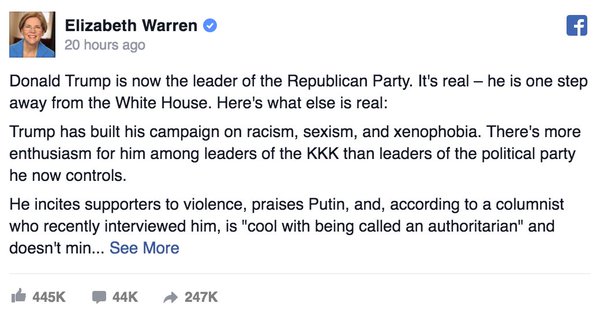 Elizabeth Warren
20 hours ago
Donald Trump is now the leader of the Republican Party. It's real – he is one step
away from the White House. Here's what else is real:
Trump has built his campaign on racism, sexism, and xenophobia. There's more
enthusiasm for him among leaders of the KKK than leaders of the political party
he now controls.
He incites supporters to violence, praises Putin, and, according to a columnist
who recently interviewed him, is "cool with being called an authoritarian" and
doesn't min... See More
445K 44K 247K